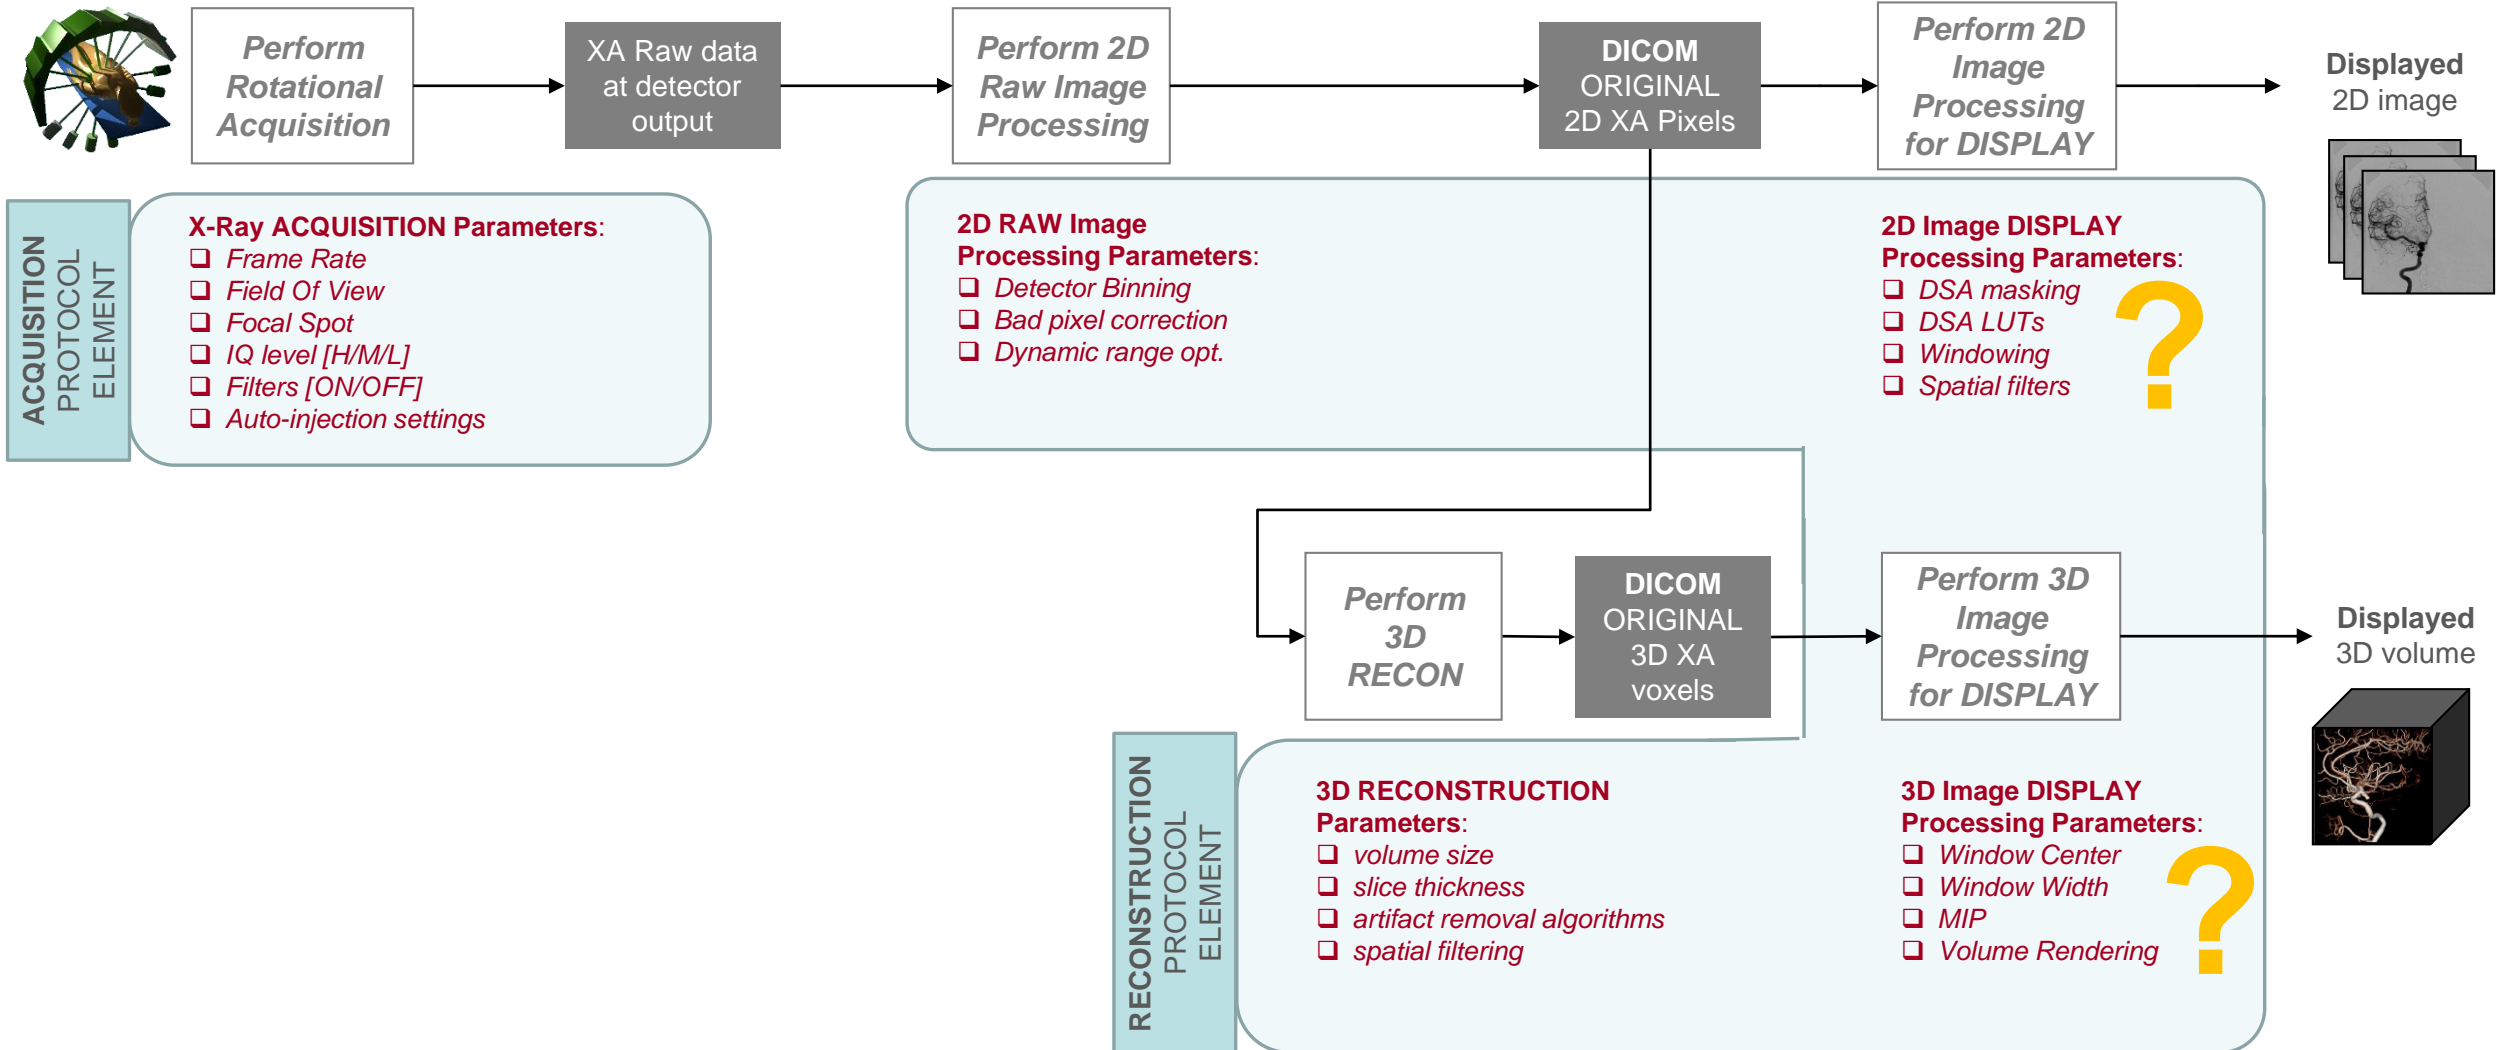 Perform
Rotational
Acquisition
XA Raw data
at detector
output
Perform 2D
Raw Image
Processing
DICOM
ORIGINAL
2D XA Pixels
Perform 2D
Image
Processing
for DISPLAY
Displayed
2D image
ACQUISITION
PROTOCOL
ELEMENT
X-Ray ACQUISITION Parameters:
❑ Frame Rate
❑ Field Of View
❑ Focal Spot
❑ IQ level [H/M/L]
❑ Filters [ON/OFF]
❑ Auto-injection settings
2D RAW Image
Processing Parameters:
❑ Detector Binning
❑ Bad pixel correction
❑ Dynamic range opt.
2D Image DISPLAY
Processing Parameters:
❑ DSA masking
❑ DSA LUTs
❑ Windowing
❑ Spatial filters
?
Perform
3D
RECON
DICOM
ORIGINAL
3D XA
voxels
Perform 3D
Image
Processing
for DISPLAY
Displayed
3D volume
RECONSTRUCTION
PROTOCOL
ELEMENT
3D RECONSTRUCTION
Parameters:
❑ volume size
❑ slice thickness
❑ artifact removal algorithms
❑ spatial filtering
3D Image DISPLAY
Processing Parameters:
❑ Window Center
❑ Window Width
❑ MIP
❑ Volume Rendering
?